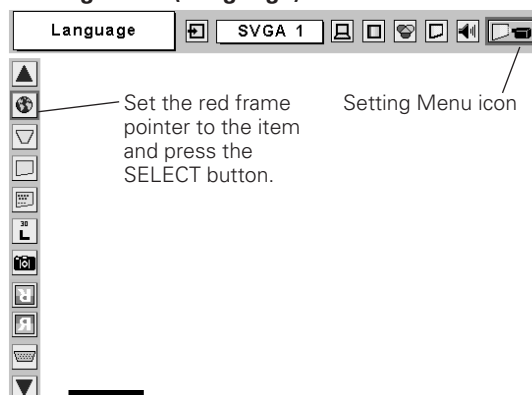 Language
SVGA 1
Set the red frame
pointer to the item
and press the
SELECT button.
Setting Menu icon
30
L